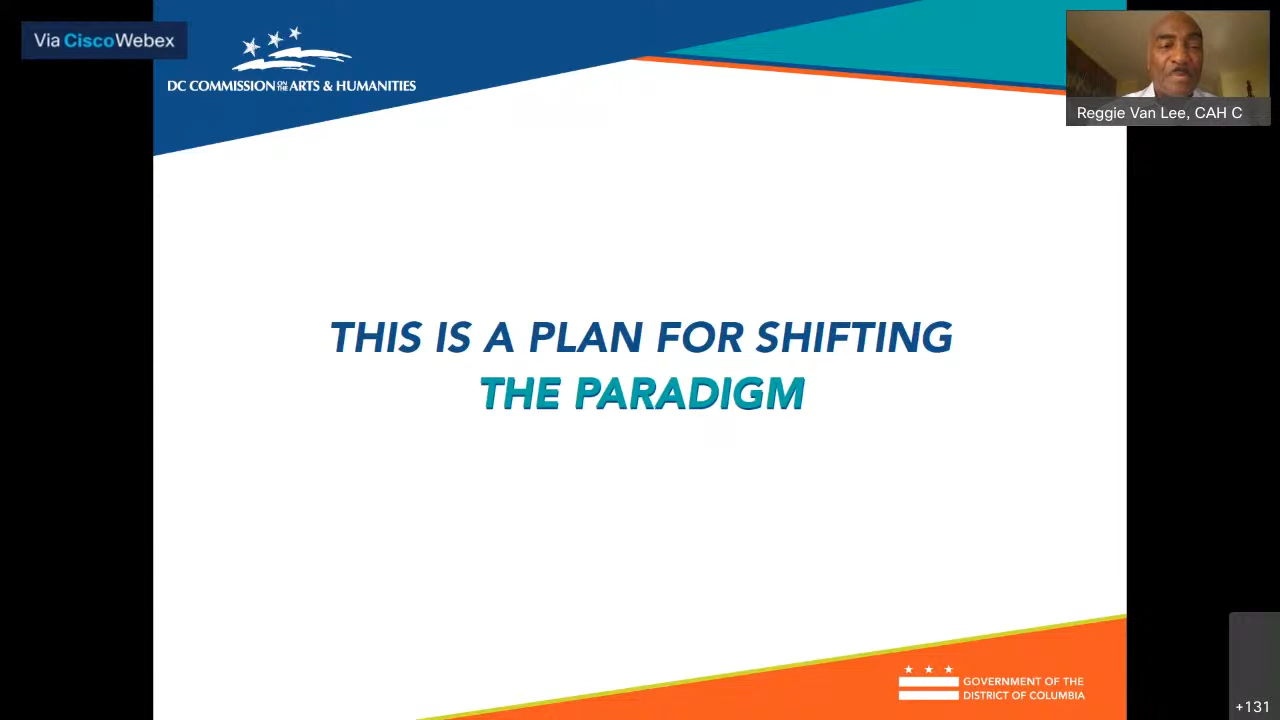 Via Cisco Webex
DC COMMISSION ON THE ARTS & HUMANITIES
Reggie Van Lee, CAH C
THIS IS A PLAN FOR SHIFTING
THE PARADIGM
GOVERNMENT OF THE
DISTRICT OF COLUMBIA
+131